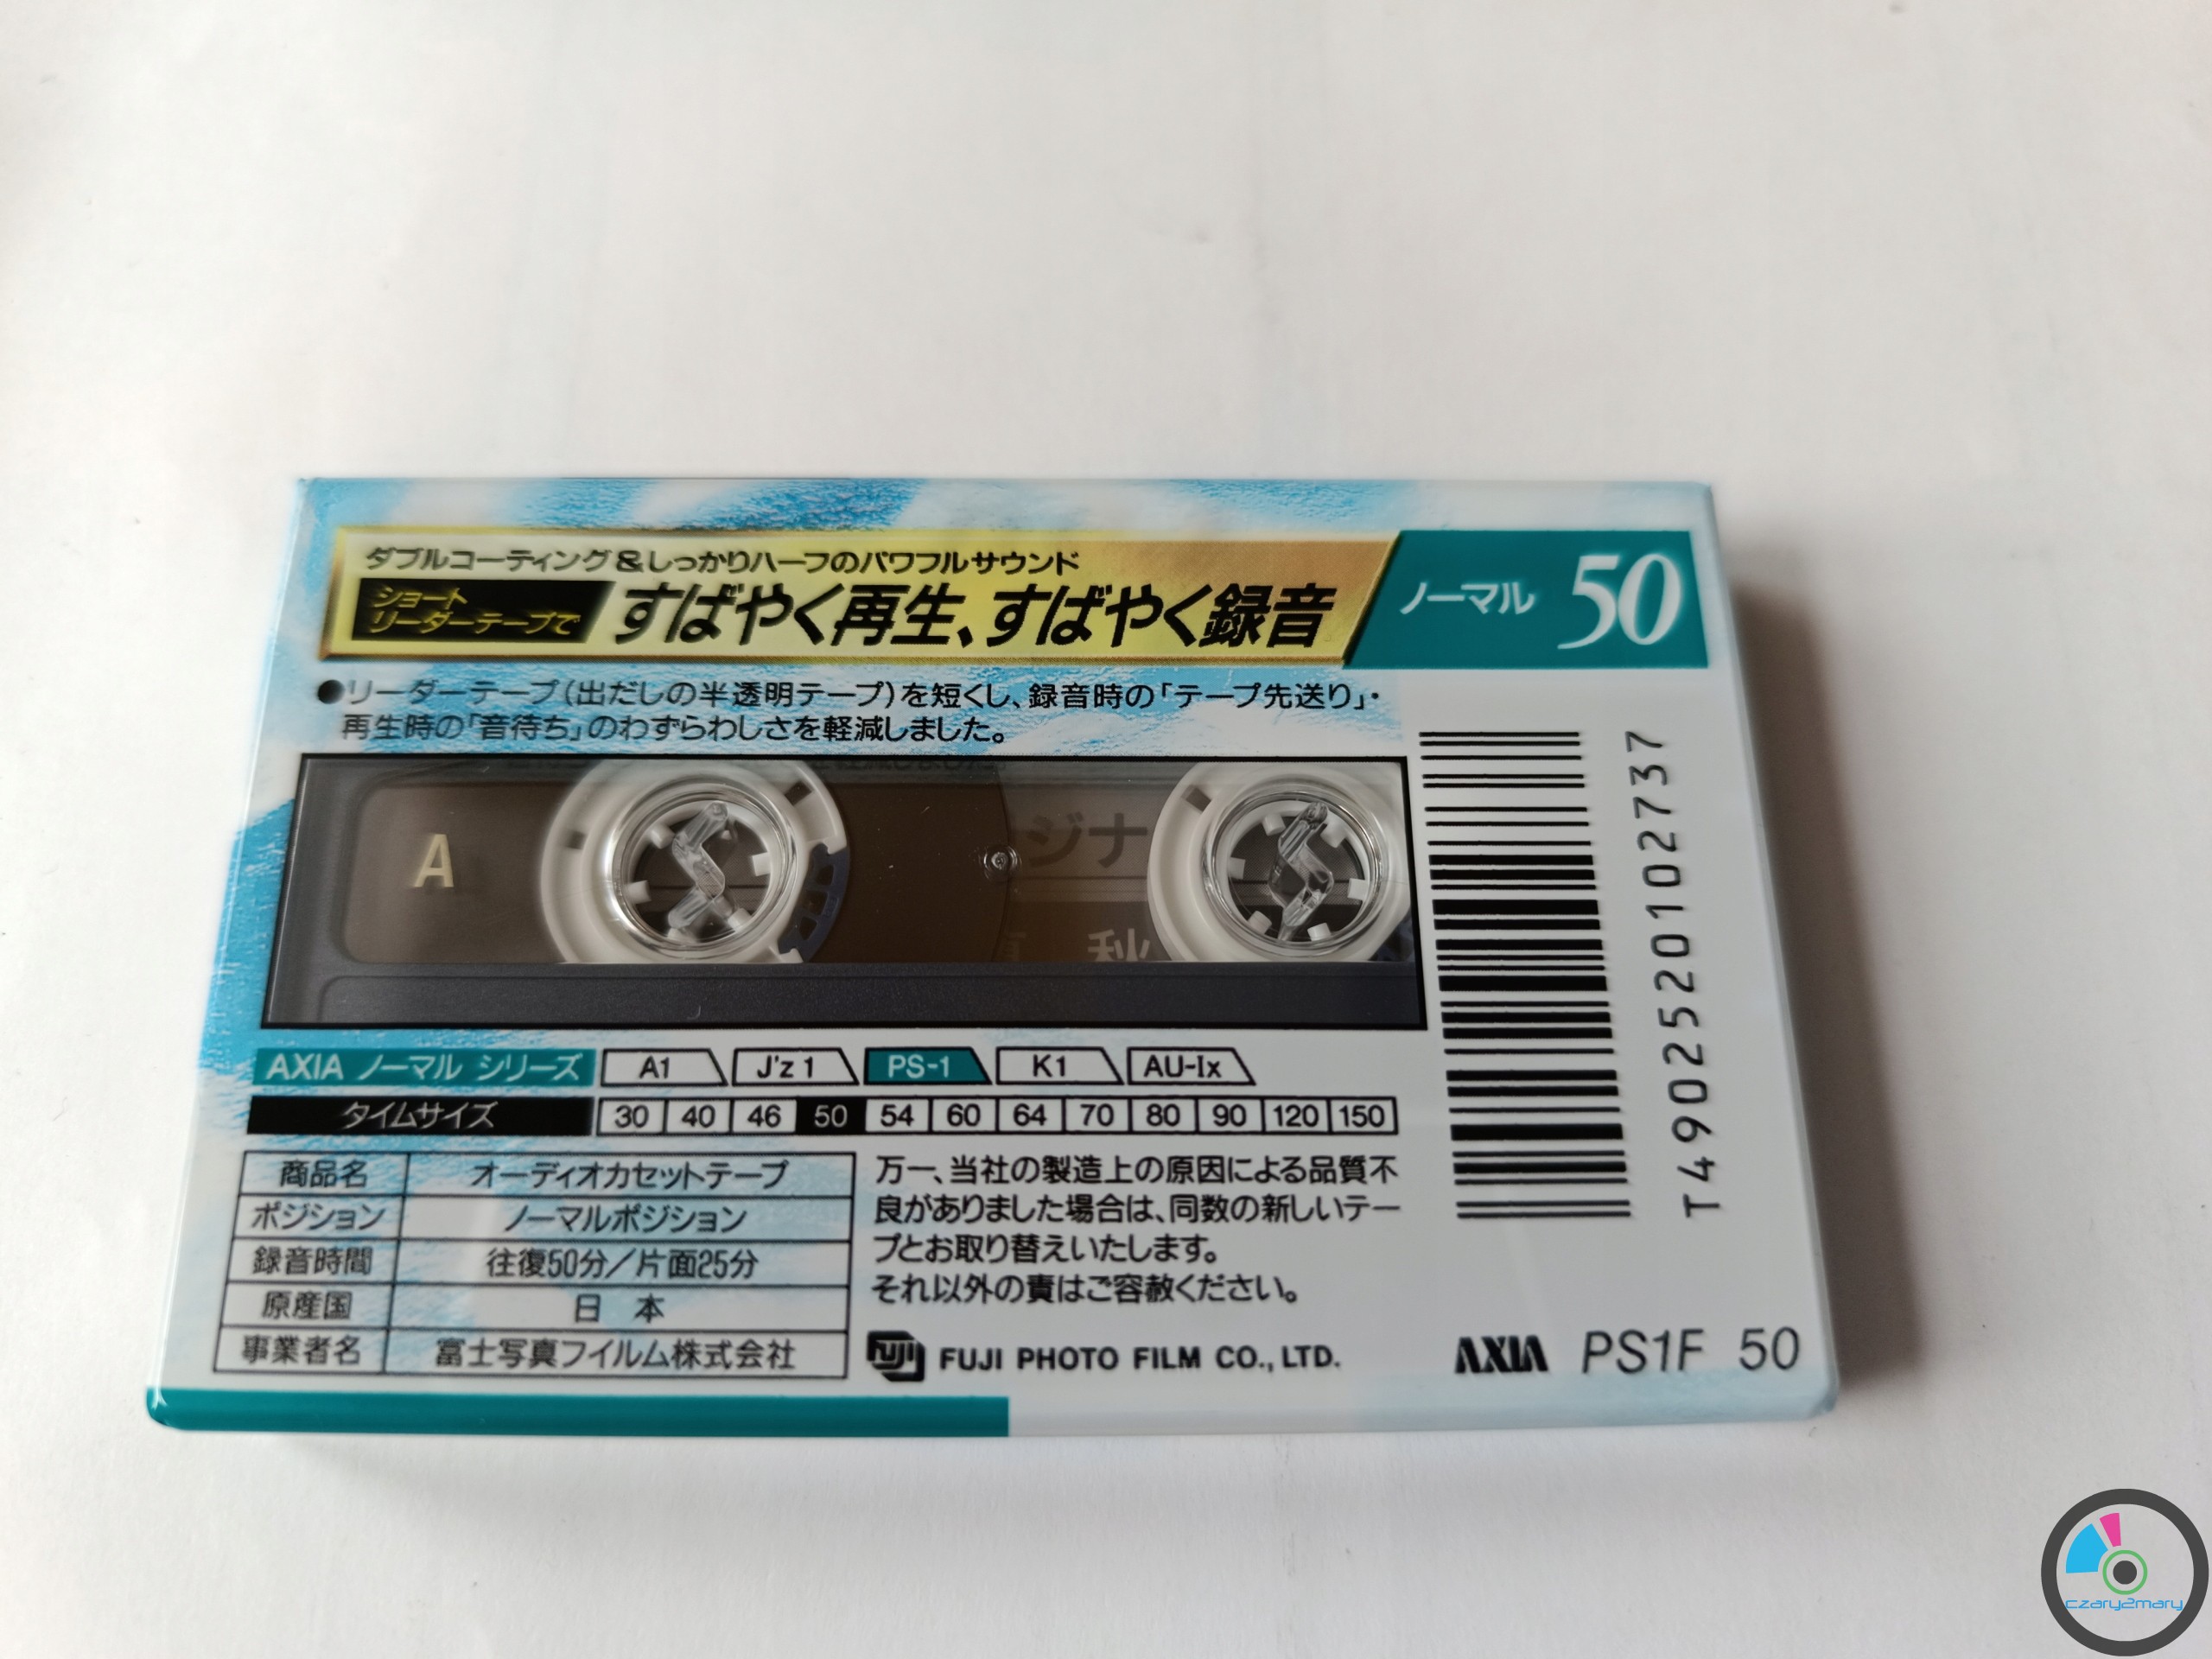 ダブルコーティング&しっかりハーフのパワフルサウンド
ショート
リーダーテープで
すばやく再生、すばやく録音
ノーマル 50
●リーダーテープ(出だしの半透明テープ)を短くし、録音時の「テープ先送り」・
再生時の「音待ち」のわずらわしさを軽減しました。
A
ジナ
秋
T4902520102737
AXIA ノーマル シリーズ A1 J'z 1 PS-1 K1 AU-Ix
タイムサイズ 30 40 46 50 54 60 64 70 80 90 120 150
商品名 オーディオカセットテープ
ポジション ノーマルポジション
録音時間 往復50分/片面25分
原産国 日 本
事業者名 富士写真フイルム株式会社
万一、当社の製造上の原因による品質不
良がありました場合は、同数の新しいテー
プとお取り替えいたします。
それ以外の責はご容赦ください。
FUJI FUJI PHOTO FILM CO., LTD.
AXIA PS1F 50
czary2mary